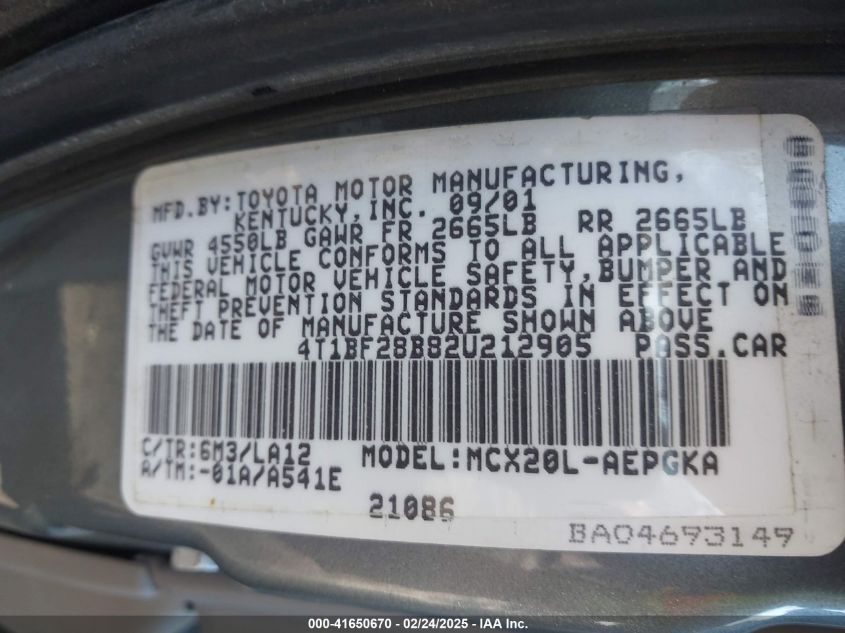 MFD.BY:TOYOTA MOTOR MANUFACTURING,
KENTUCKY,INC. 09/01
GVWR 4550LB GAWR FR 2665LB RR 2665LB
THIS VEHICLE CONFORMS TO ALL APPLICABLE
FEDERAL MOTOR VEHICLE SAFETY,BUMPER AND
THEFT PREVENTION STANDARDS IN EFFECT ON
THE DATE OF MANUFACTURE SHOWN ABOVE
4T1BF28B82U212905 PASS.CAR
C/TR:6M3/LA12 MODEL:MCX20L-AEPGKA
A/TM:-01A/A541E
21086
BA04693149
000-41650670 - 02/24/2025 - IMS - US.